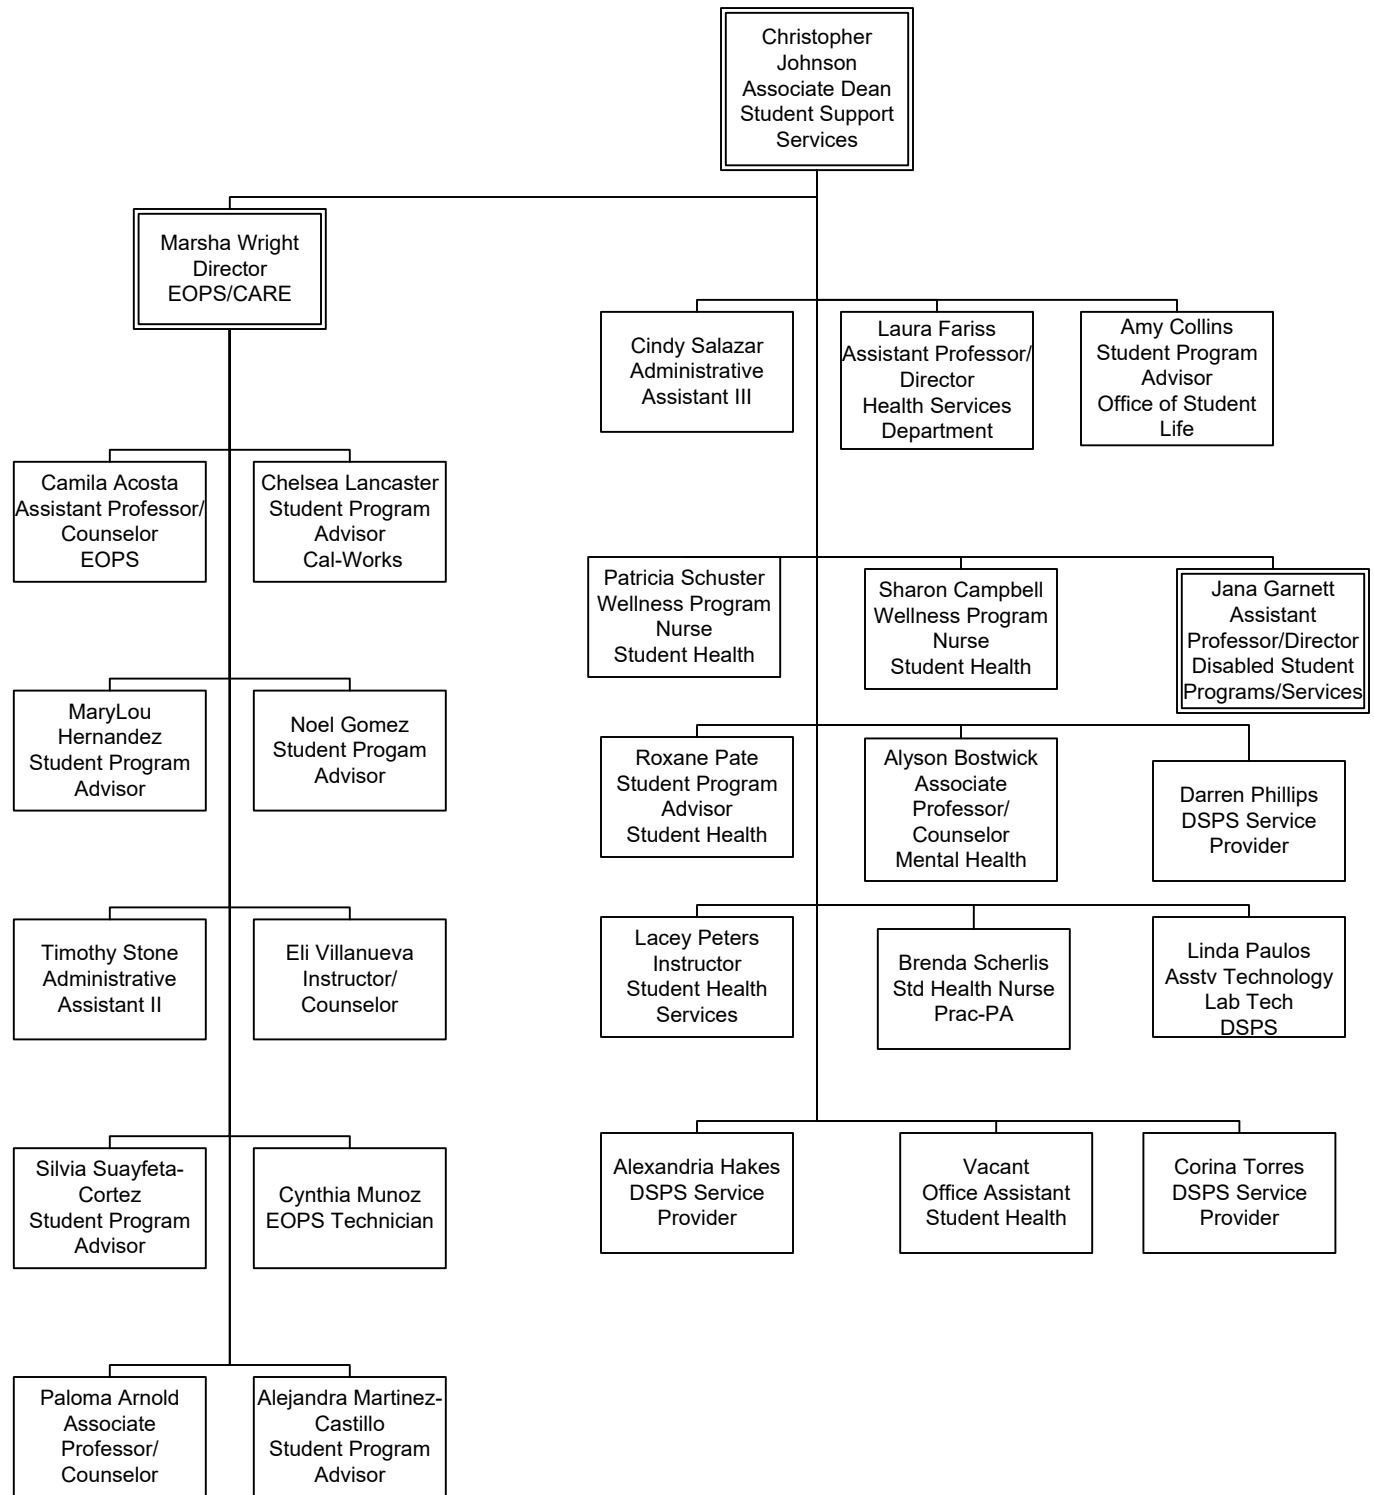 Christopher
Johnson
Associate Dean
Student Support
Services
Marsha Wright
Director
EOPS/CARE
Cindy Salazar
Administrative
Assistant III
Laura Fariss
Assistant Professor/
Director
Health Services
Department
Amy Collins
Student Program
Advisor
Office of Student
Life
Camila Acosta
Assistant Professor/
Counselor
EOPS
Chelsea Lancaster
Student Program
Advisor
Cal-Works
Patricia Schuster
Wellness Program
Nurse
Student Health
Sharon Campbell
Wellness Program
Nurse
Student Health
Jana Garnett
Assistant
Professor/Director
Disabled Student
Programs/Services
MaryLou
Hernandez
Student Program
Advisor
Noel Gomez
Student Progam
Advisor
Roxane Pate
Student Program
Advisor
Student Health
Alyson Bostwick
Associate
Professor/
Counselor
Mental Health
Darren Phillips
DSPS Service
Provider
Timothy Stone
Administrative
Assistant II
Eli Villanueva
Instructor/
Counselor
Lacey Peters
Instructor
Student Health
Services
Brenda Scherlis
Std Health Nurse
Prac-PA
Linda Paulos
Asstv Technology
Lab Tech
DSPS
Silvia Suayfeta-
Cortez
Student Program
Advisor
Cynthia Munoz
EOPS Technician
Alexandria Hakes
DSPS Service
Provider
Vacant
Office Assistant
Student Health
Corina Torres
DSPS Service
Provider
Paloma Arnold
Associate
Professor/
Counselor
Alejandra Martinez-
Castillo
Student Program
Advisor